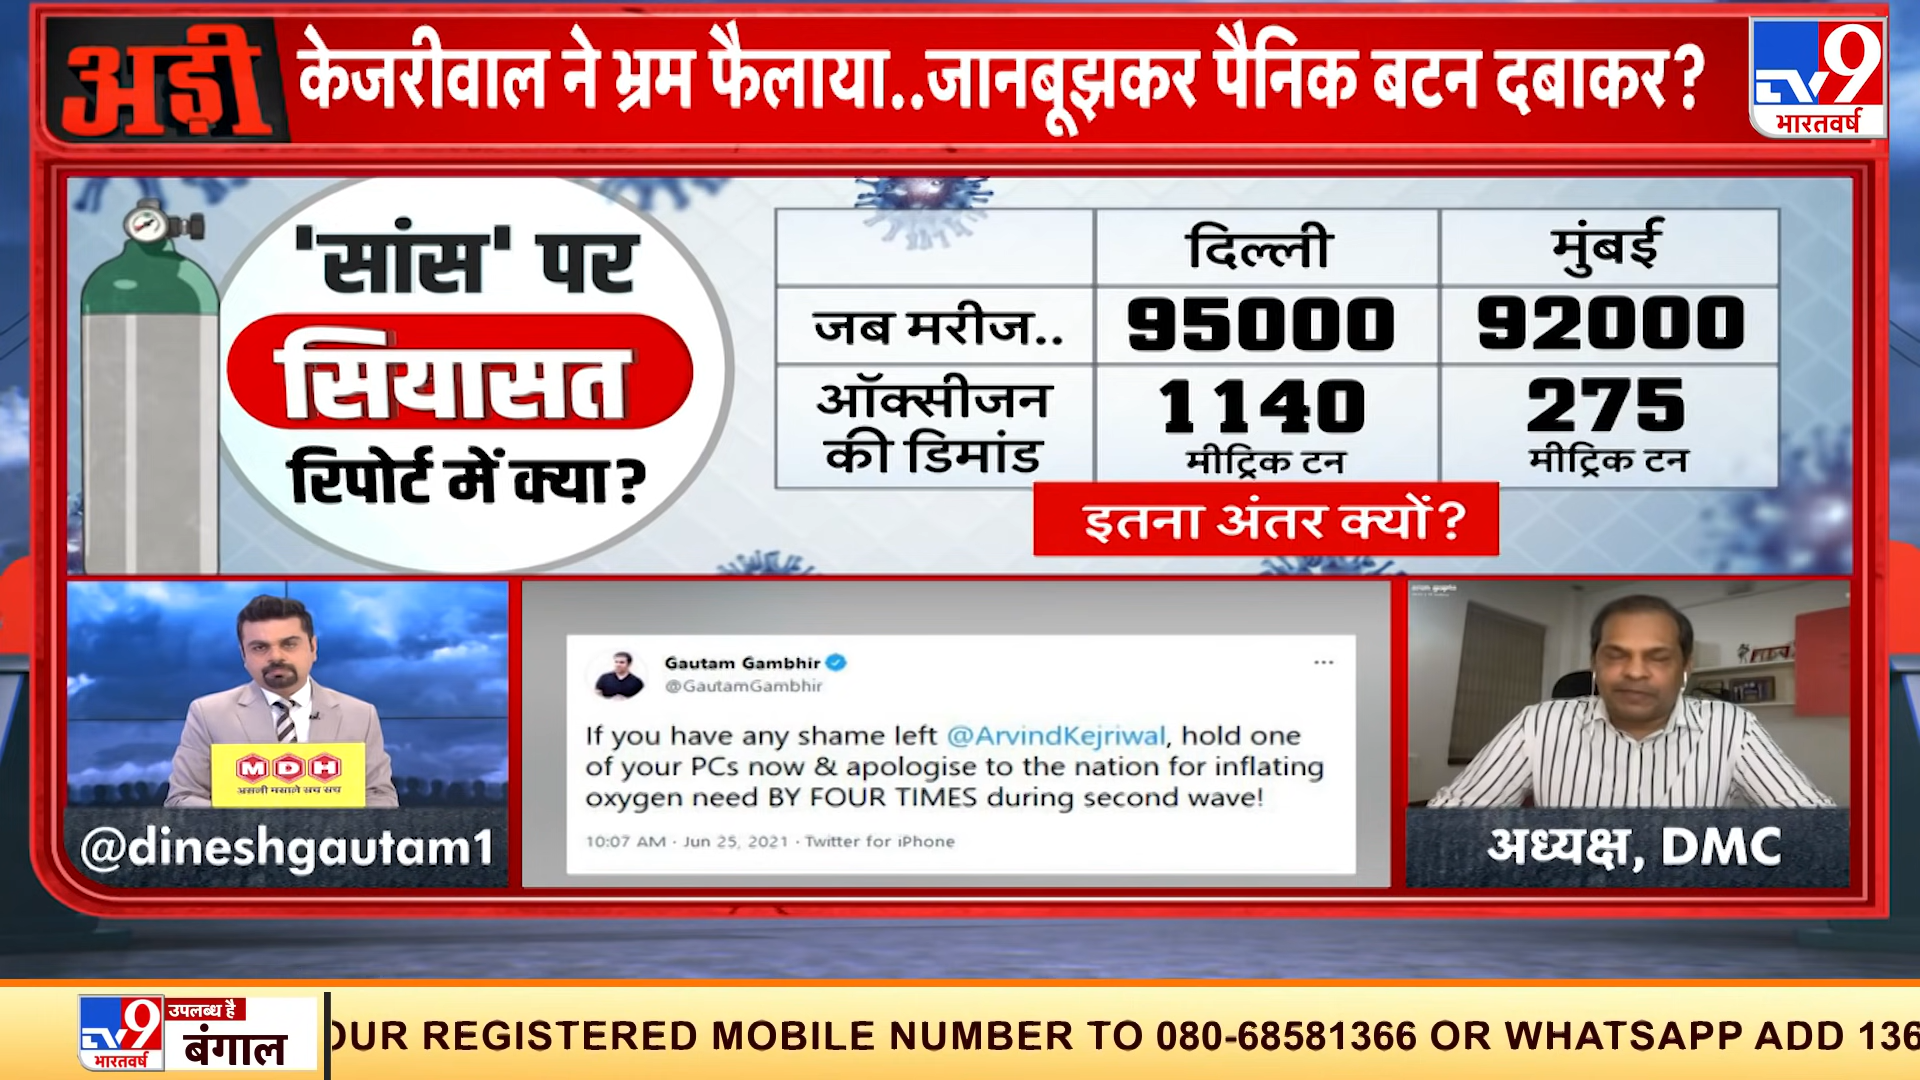 अड़ी
केजरीवाल ने भ्रम फैलाया..जानबूझकर पैनिक बटन दबाकर?
TV9
भारतवर्ष
'सांस' पर
सियासत
रिपोर्ट में क्या?
दिल्ली मुंबई
जब मरीज.. 95000 92000
ऑक्सीजन की डिमांड 1140 मीट्रिक टन 275 मीट्रिक टन
इतना अंतर क्यों?
MDH
असली मसाले सच सच
@dineshgautam1
Gautam Gambhir
@GautamGambhir
If you have any shame left @ArvindKejriwal, hold one
of your PCs now & apologise to the nation for inflating
oxygen need BY FOUR TIMES during second wave!
10:07 AM · Jun 25, 2021 · Twitter for iPhone
अध्यक्ष, DMC
TV9
भारतवर्ष
उपलब्ध है
बंगाल
OUR REGISTERED MOBILE NUMBER TO 080-68581366 OR WHATSAPP ADD 136